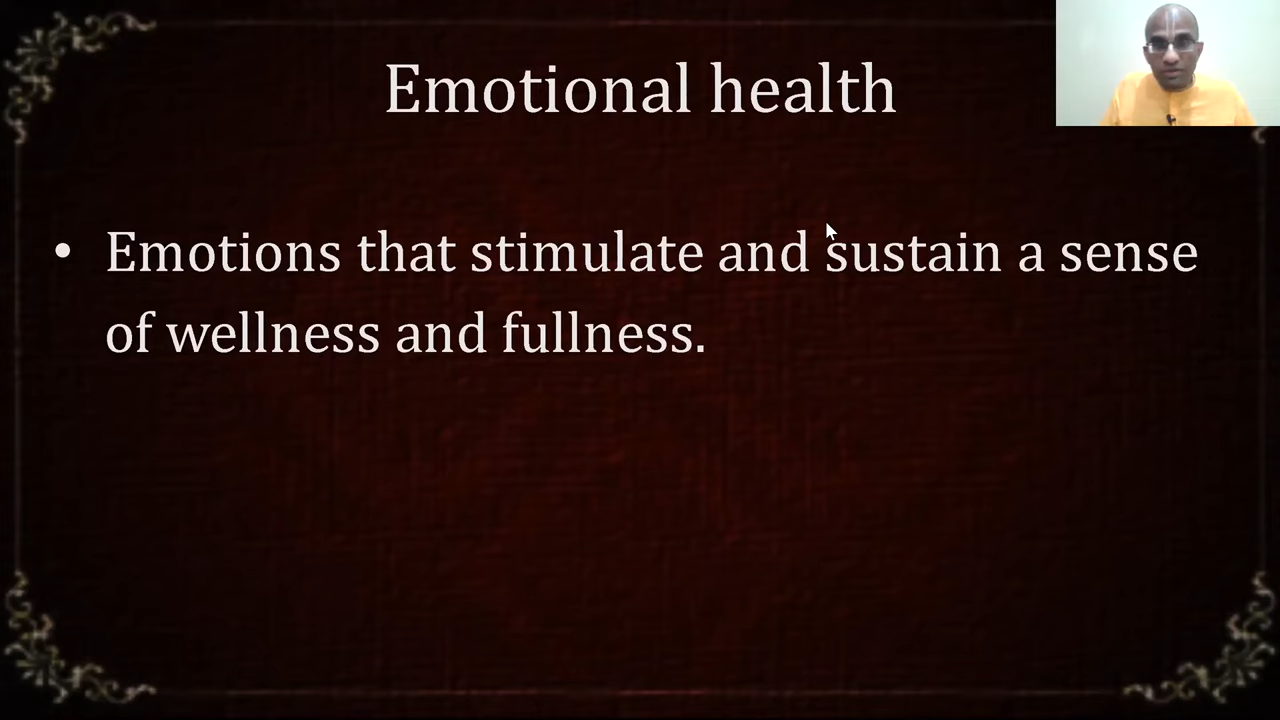 Emotional health
• Emotions that stimulate and sustain a sense
of wellness and fullness.